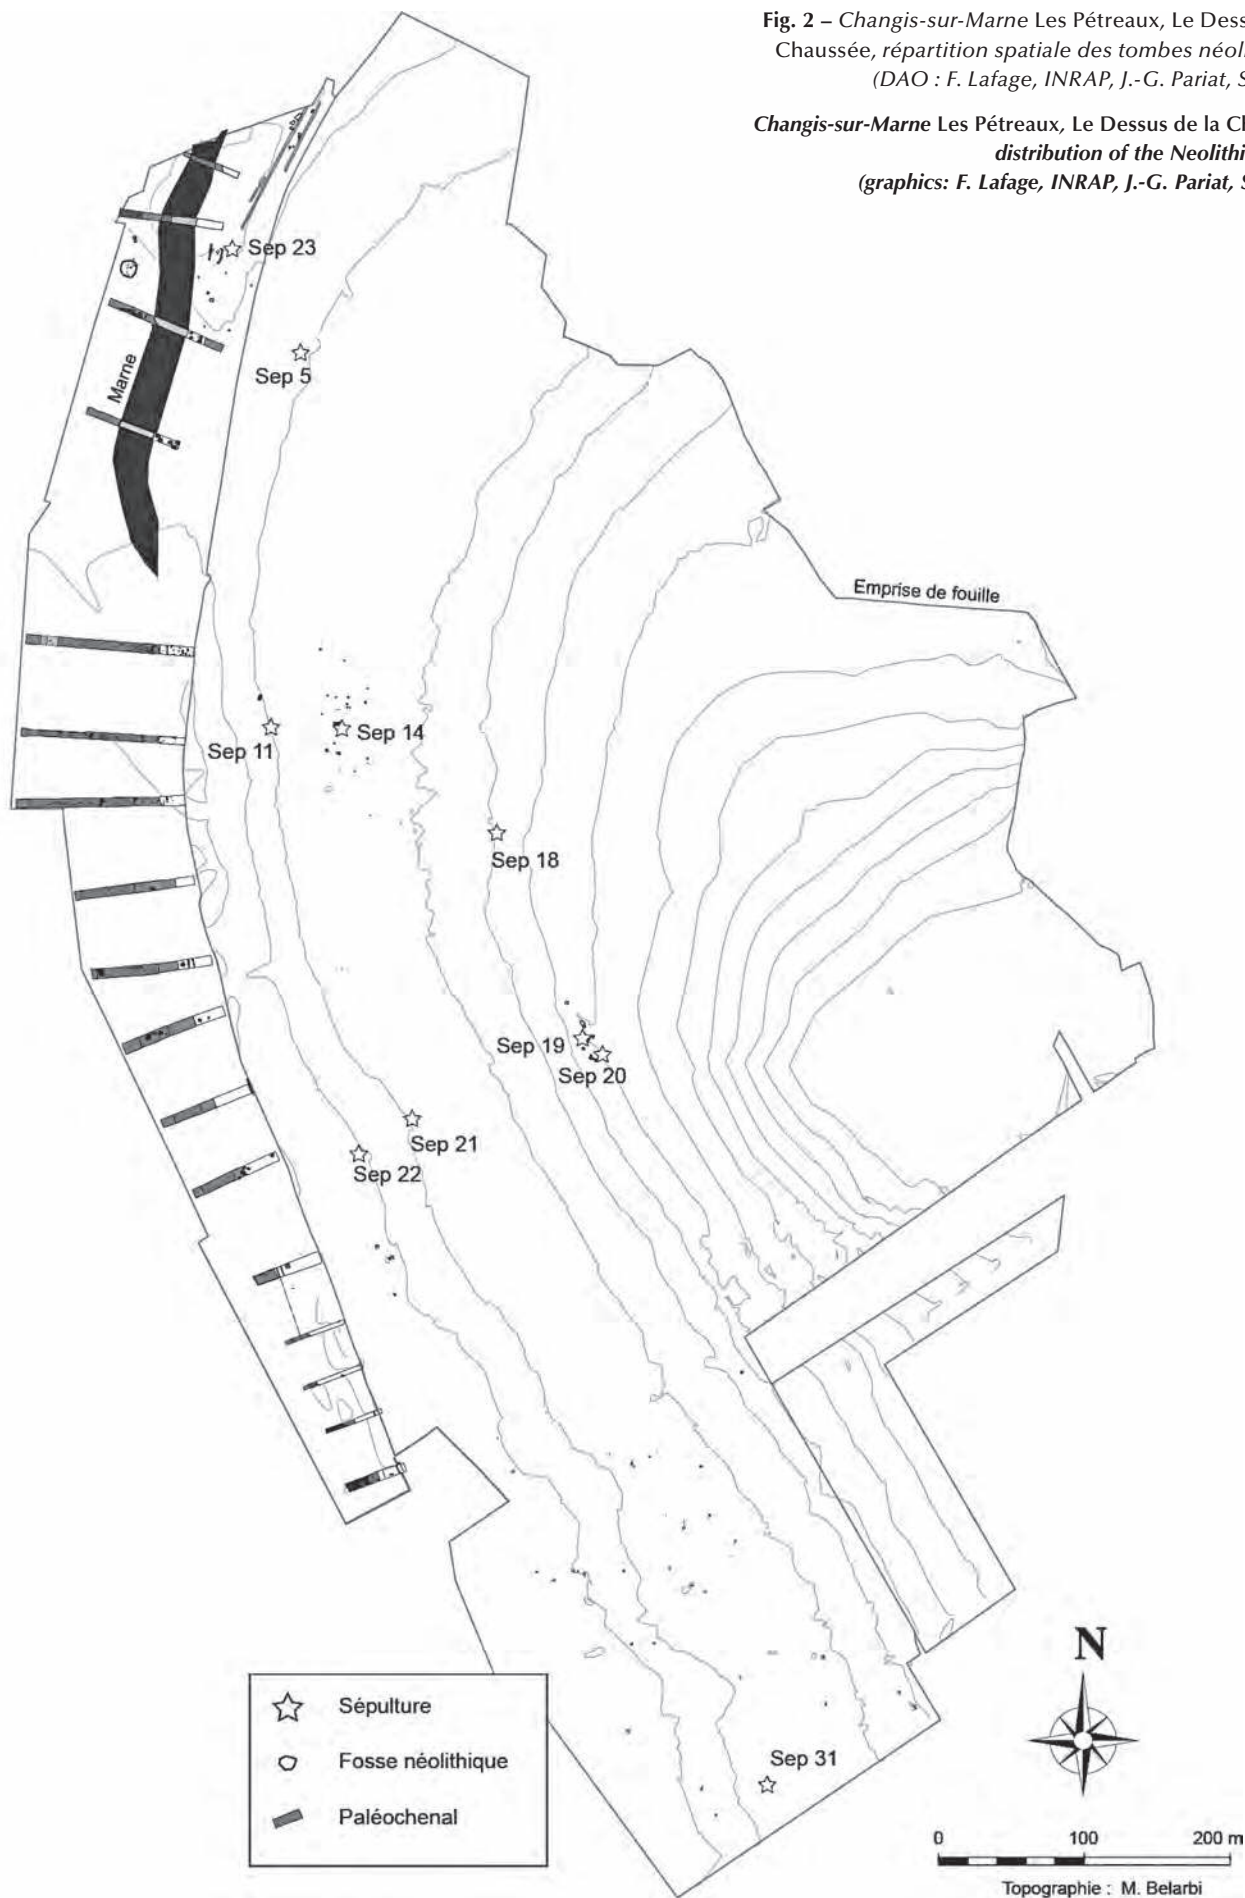 Fig. 2 – Changis-sur-Marne Les Pétreaux, Le Dess
Chaussée, répartition spatiale des tombes néoli
(DAO : F. Lafage, INRAP, J.-G. Pariat, S
Changis-sur-Marne Les Pétreaux, Le Dessus de la Cl
distribution of the Neolithi
(graphics: F. Lafage, INRAP, J.-G. Pariat, S
Sep 23
Marne
Sep 5
Emprise de fouille
Sep 11
Sep 14
Sep 18
Sep 19
Sep 20
Sep 21
Sep 22
Sep 31
Sépulture
Fosse néolithique
Paléochenal
N
0 100 200 m
Topographie : M. Belarbi